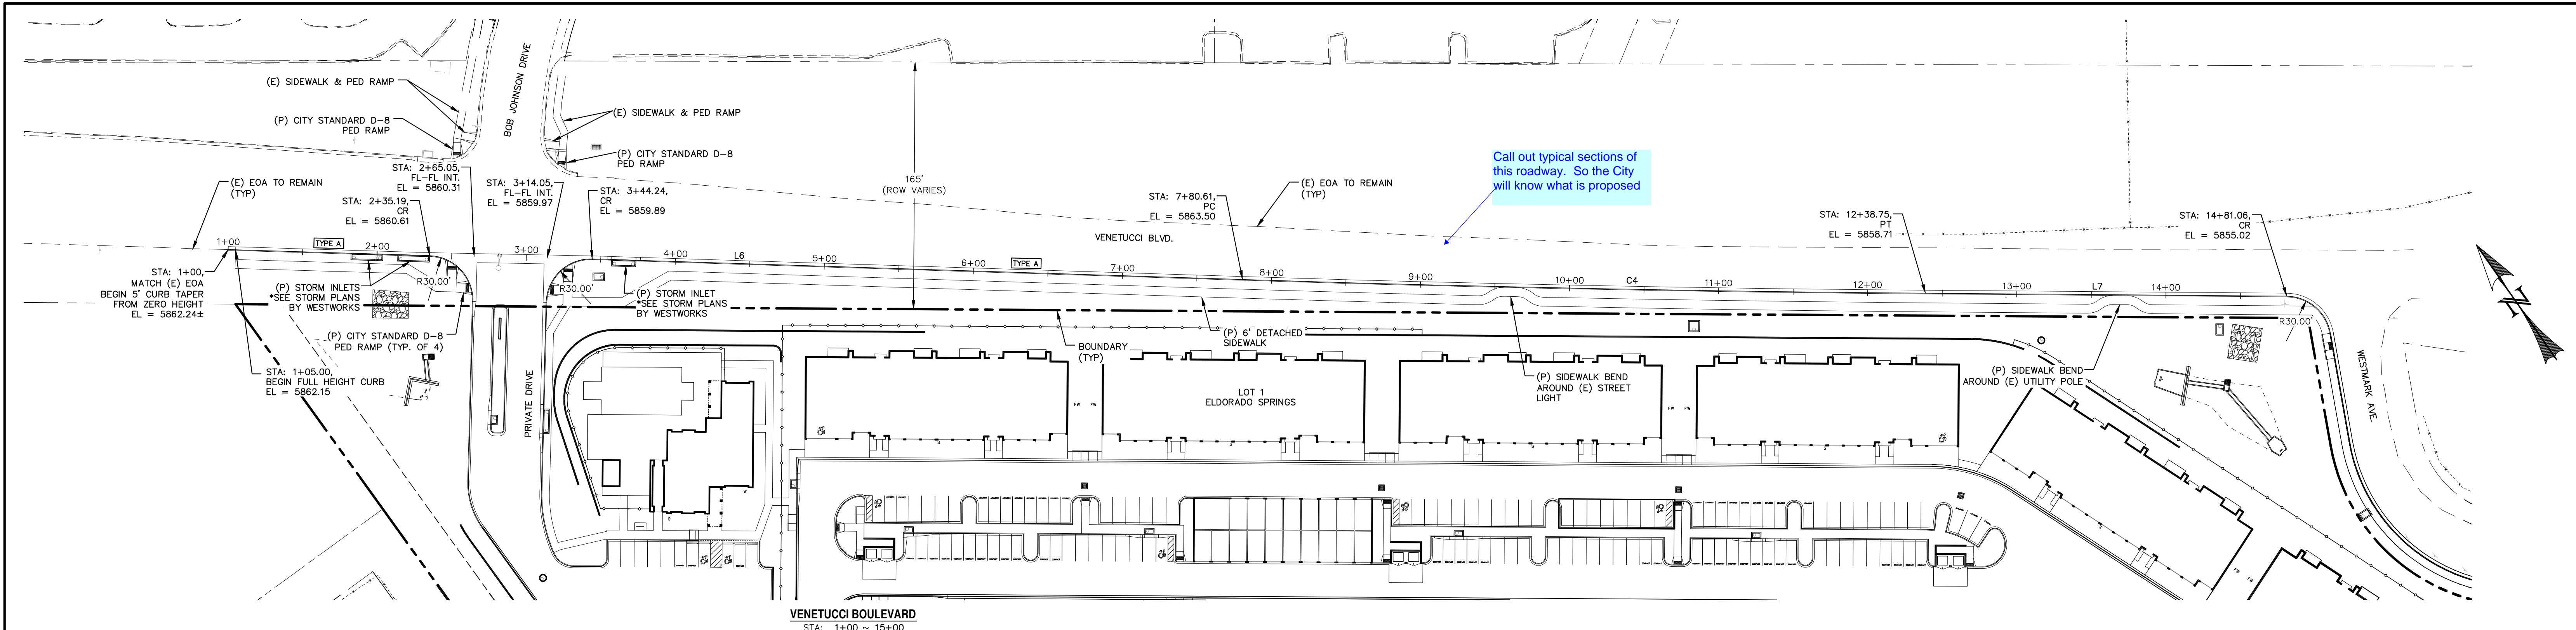 BOB JOHNSON DRIVE
(E) SIDEWALK & PED RAMP
(P) CITY STANDARD D-8
PED RAMP
(E) SIDEWALK & PED RAMP
(P) CITY STANDARD D-8
PED RAMP
(E) EOA TO REMAIN
(TYP)
STA: 2+65.05,
FL-FL INT.
EL = 5860.31
STA: 2+35.19,
CR
EL = 5860.61
STA: 3+14.05,
FL-FL INT.
EL = 5859.97
STA: 3+44.24,
CR
EL = 5859.89
165'
(ROW VARIES)
STA: 7+80.61,
PC
EL = 5863.50
(E) EOA TO REMAIN
(TYP)
Call out typical sections of
this roadway. So the City
will know what is proposed
STA: 12+38.75,
PT
EL = 5858.71
STA: 14+81.06,
CR
EL = 5855.02
VENETUCCI BLVD.
1+00
TYPE A
2+00
3+00
4+00
L6
5+00
6+00
TYPE A
7+00
8+00
9+00
10+00
C4
11+00
12+00
13+00
L7
14+00
STA: 1+00,
MATCH (E) EOA
BEGIN 5' CURB TAPER
FROM ZERO HEIGHT
EL = 5862.24±
(P) STORM INLETS
*SEE STORM PLANS
BY WESTWORKS
R30.00'
R30.00'
(P) STORM INLET
*SEE STORM PLANS
BY WESTWORKS
(P) CITY STANDARD D-8
PED RAMP (TYP. OF 4)
STA: 1+05.00,
BEGIN FULL HEIGHT CURB
EL = 5862.15
PRIVATE DRIVE
BOUNDARY
(TYP)
(P) 6' DETACHED
SIDEWALK
LOT 1
ELDORADO SPRINGS
(P) SIDEWALK BEND
AROUND (E) STREET
LIGHT
(P) SIDEWALK BEND
AROUND (E) UTILITY POLE
R30.00'
WESTMARK AVE.
N
FW FW
FW FW
FW FW
VENETUCCI BOULEVARD
STA: 1+00 ~ 15+00